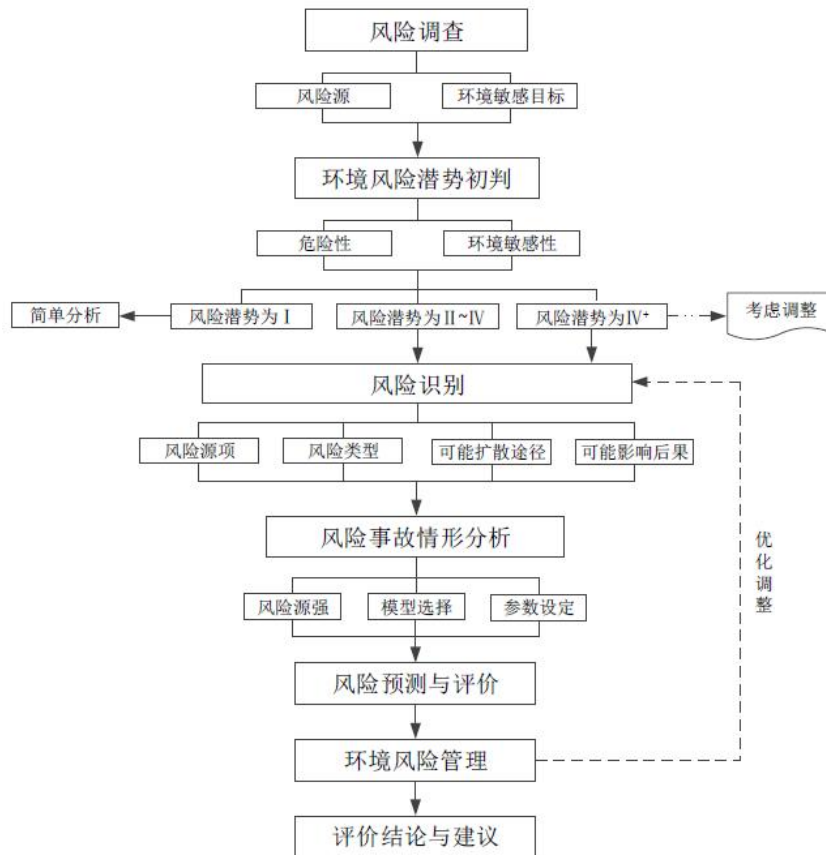 风险调查
风险源
环境敏感目标
环境风险潜势初判
危险性
环境敏感性
简单分析
风险潜势为Ⅰ
风险潜势为Ⅱ~Ⅳ
风险潜势为Ⅳ⁺
考虑调整
风险识别
风险源项
风险类型
可能扩散途径
可能影响后果
风险事故情形分析
风险源强
模型选择
参数设定
优化调整
风险预测与评价
环境风险管理
评价结论与建议